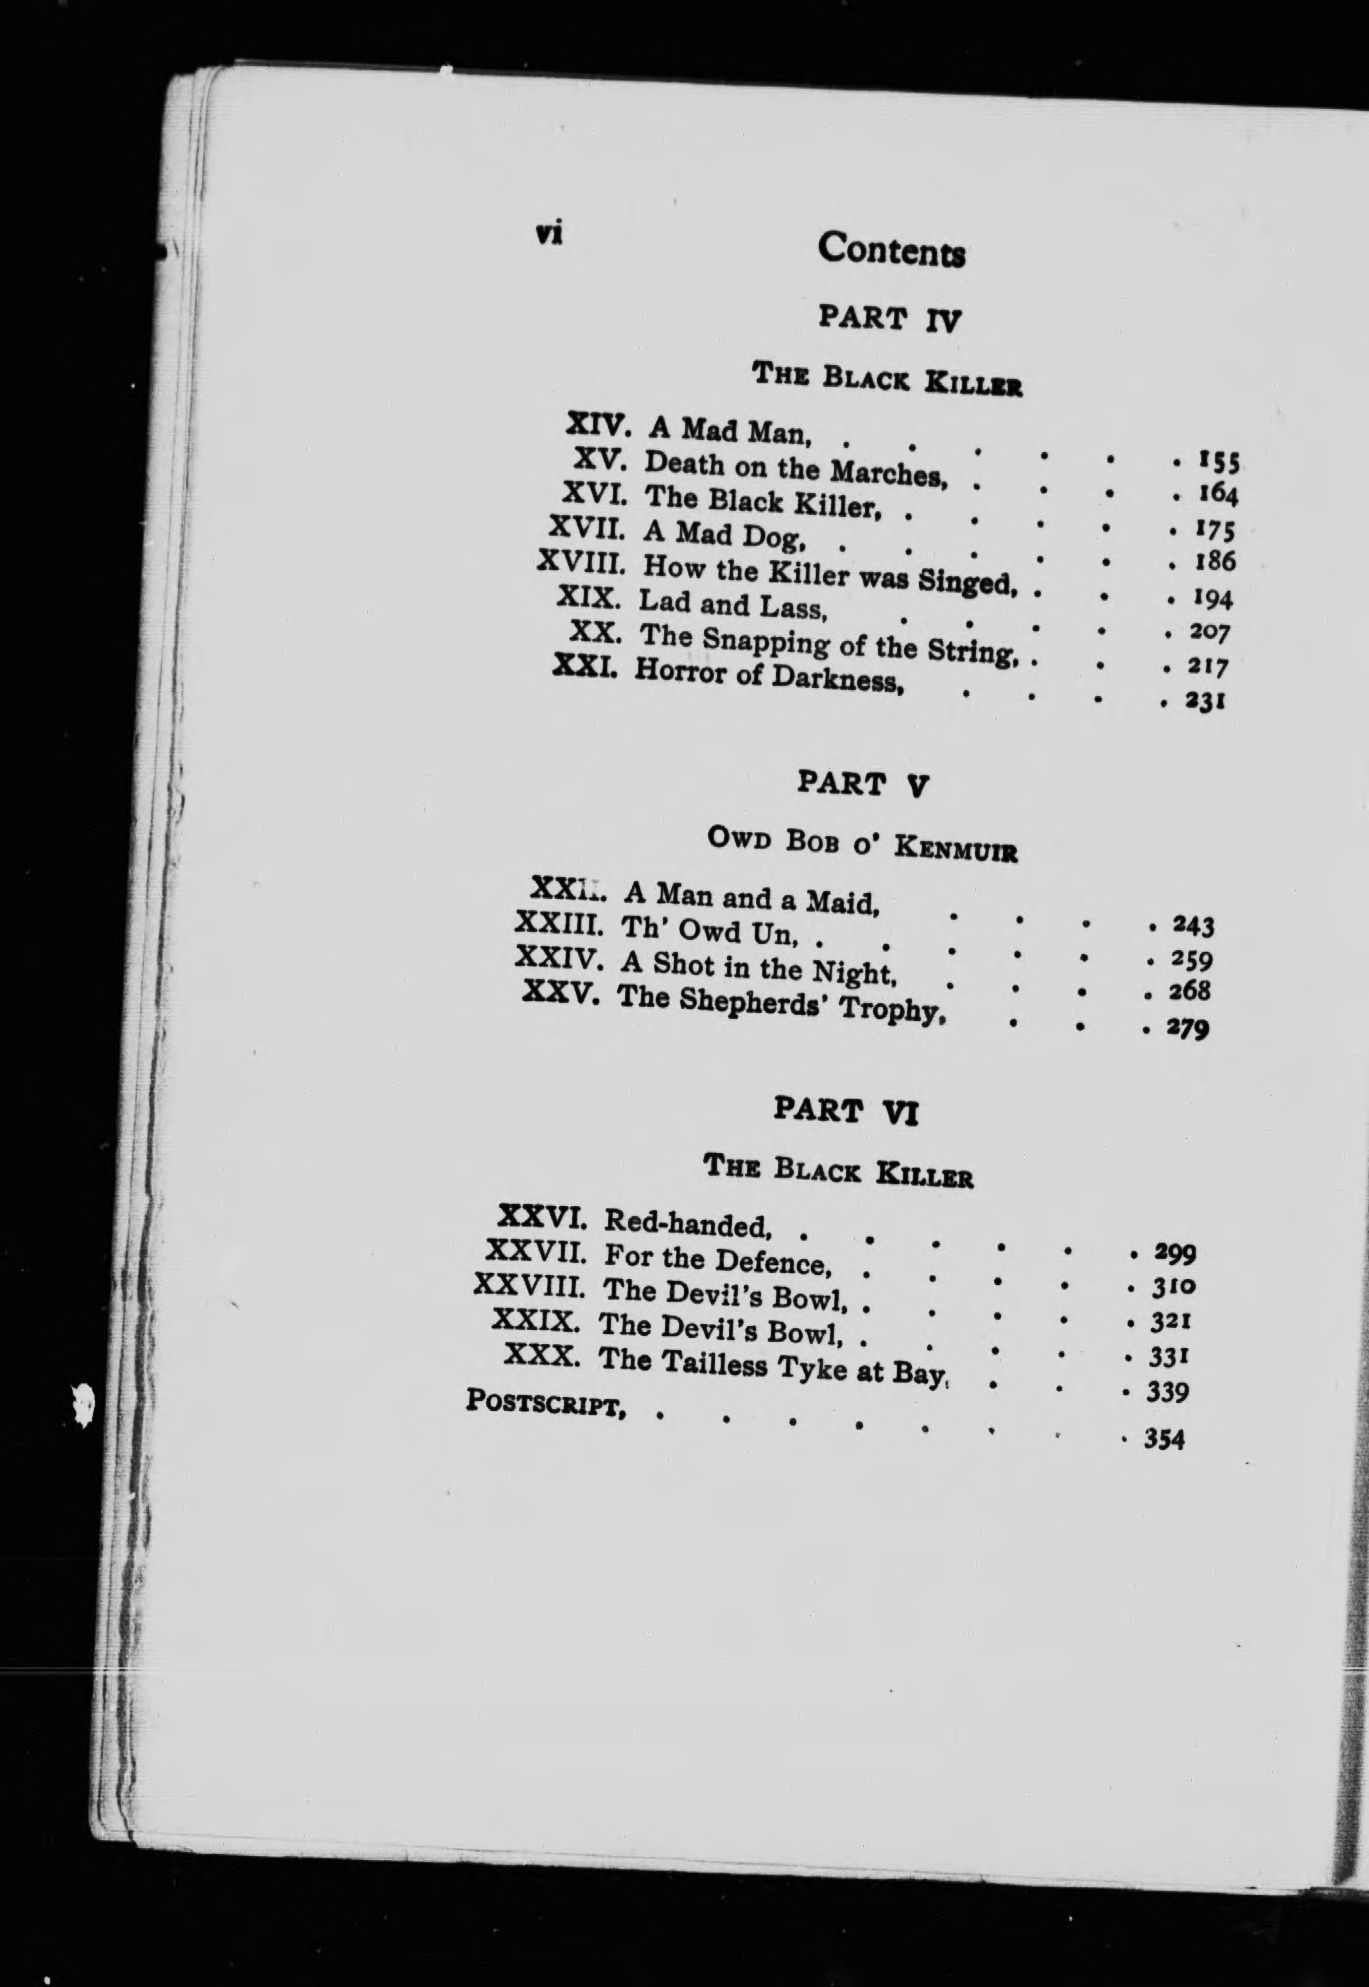 vi
Contents
PART IV
THE BLACK KILLER
XIV. A Mad Man, . . . . . . 155
XV. Death on the Marches, . . . . 164
XVI. The Black Killer, . . . . . 175
XVII. A Mad Dog, . . . . . . 186
XVIII. How the Killer was Singed, . . . 194
XIX. Lad and Lass, . . . . . 207
XX. The Snapping of the String, . . . 217
XXI. Horror of Darkness, . . . . 231
PART V
OWD BOB O' KENMUIR
XXII. A Man and a Maid, . . . . 243
XXIII. Th' Owd Un, . . . . . . 259
XXIV. A Shot in the Night, . . . . 268
XXV. The Shepherds' Trophy, . . . 279
PART VI
THE BLACK KILLER
XXVI. Red-handed, . . . . . . 299
XXVII. For the Defence, . . . . . 310
XXVIII. The Devil's Bowl, . . . . . 321
XXIX. The Devil's Bowl, . . . . . 331
XXX. The Tailless Tyke at Bay, . . . 339
POSTSCRIPT, . . . . . . . . 354